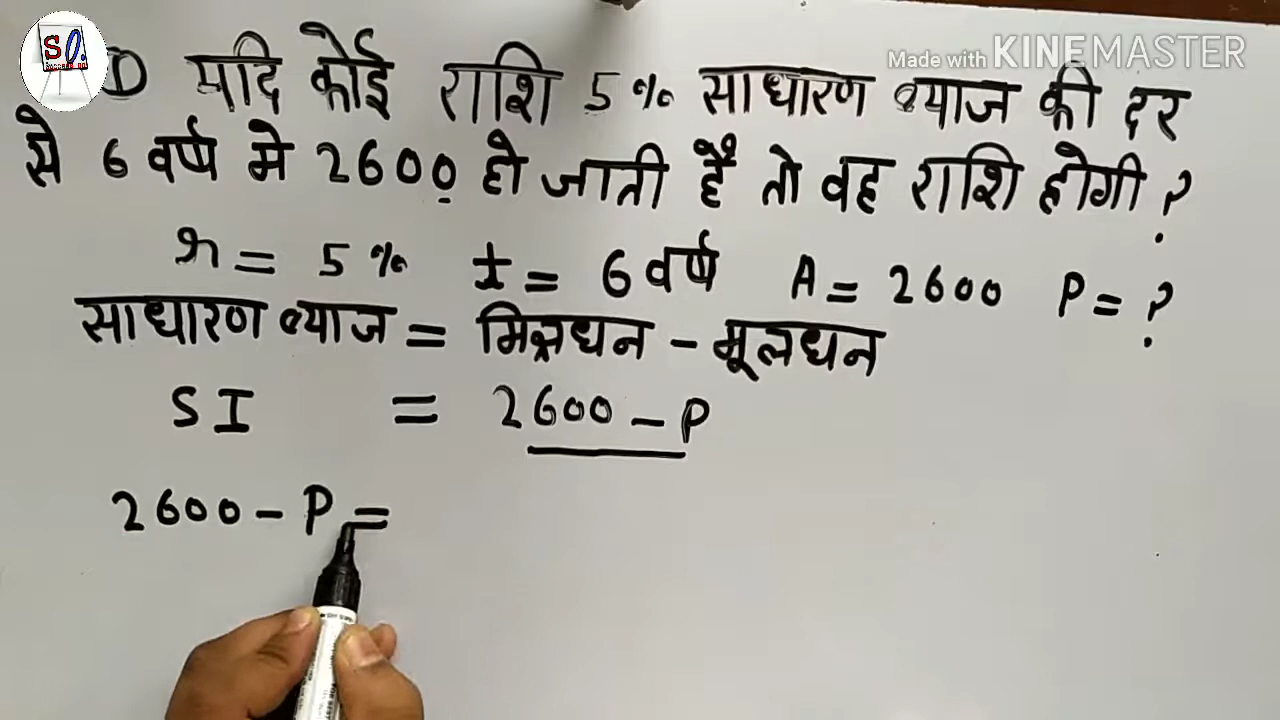 Made with KINEMASTER
Sl
① यदि कोई राशि 5% साधारण ब्याज की दर
से 6 वर्ष मे 2600 हो जाती है तो वह राशि होगी ?
r = 5% t = 6 वर्ष A = 2600 P = ?
साधारण ब्याज = मिश्रधन - मूलधन
SI = 2600 - P
2600 - P =